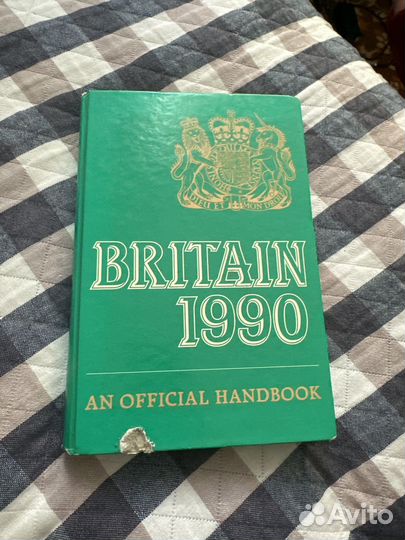 DIEU ET MON DROIT
BRITAIN
1990
AN OFFICIAL HANDBOOK
Avito